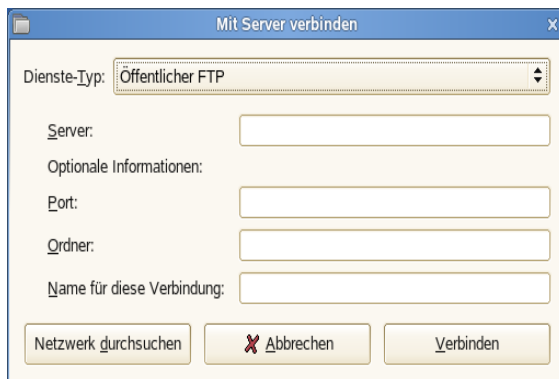 Mit Server verbinden
Dienste-Typ: Öffentlicher FTP
Server:
Optionale Informationen:
Port:
Ordner:
Name für diese Verbindung:
Netzwerk durchsuchen Abbrechen Verbinden